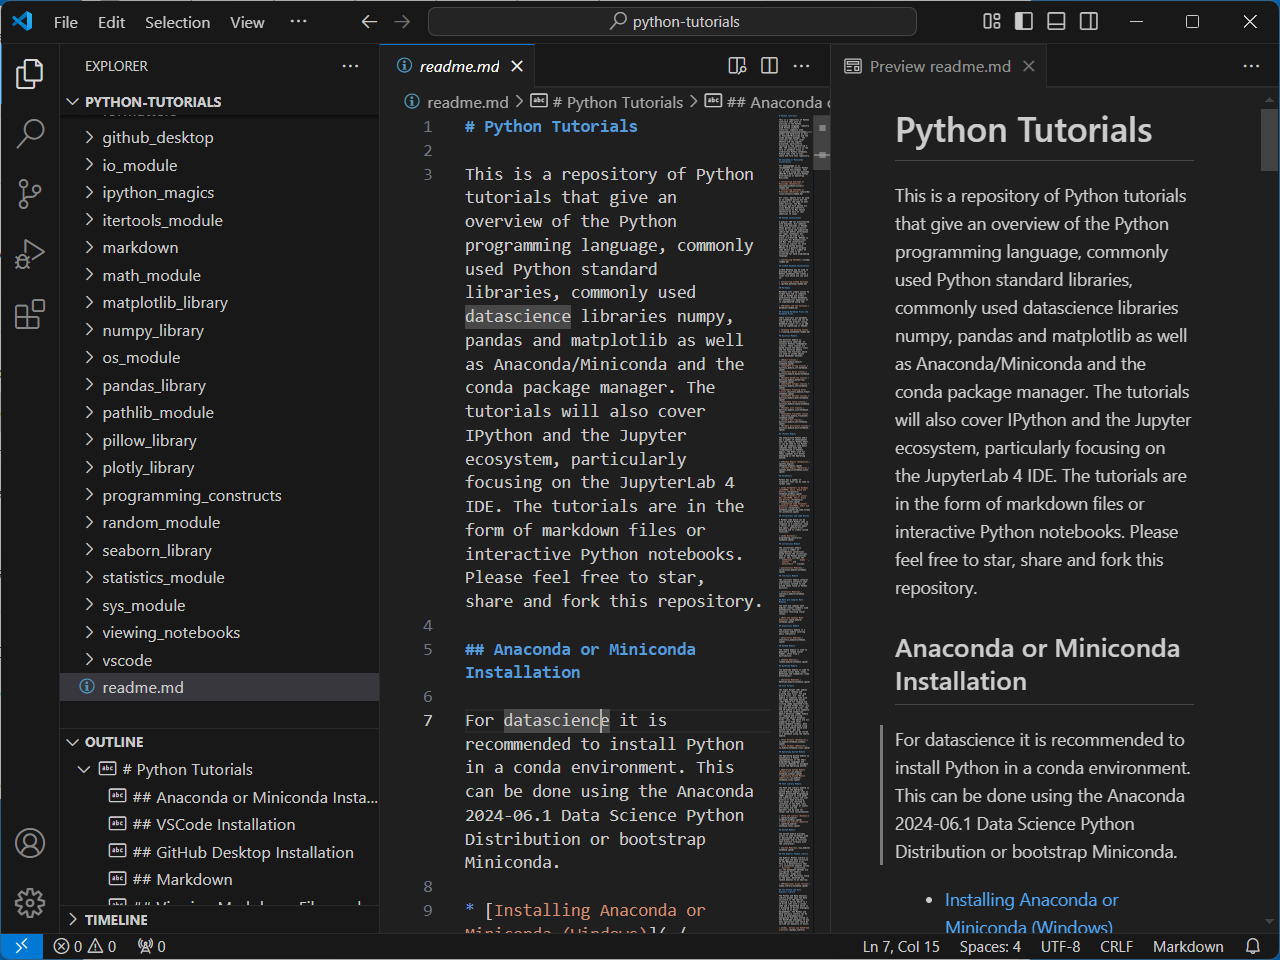 File Edit Selection View ··· python-tutorials
EXPLORER ···
PYTHON-TUTORIALS
github_desktop
io_module
ipython_magics
itertools_module
markdown
math_module
matplotlib_library
numpy_library
os_module
pandas_library
pathlib_module
pillow_library
plotly_library
programming_constructs
random_module
seaborn_library
statistics_module
sys_module
viewing_notebooks
vscode
readme.md
OUTLINE
# Python Tutorials
## Anaconda or Miniconda Insta...
## VSCode Installation
## GitHub Desktop Installation
## Markdown
TIMELINE
readme.md
readme.md > # Python Tutorials > ## Anaconda
1 # Python Tutorials
2
3 This is a repository of Python
tutorials that give an
overview of the Python
programming language, commonly
used Python standard
libraries, commonly used
datascience libraries numpy,
pandas and matplotlib as well
as Anaconda/Miniconda and the
conda package manager. The
tutorials will also cover
IPython and the Jupyter
ecosystem, particularly
focusing on the JupyterLab 4
IDE. The tutorials are in the
form of markdown files or
interactive Python notebooks.
Please feel free to star,
share and fork this repository.
4
5 ## Anaconda or Miniconda
Installation
6
7 For datascience it is
recommended to install Python
in a conda environment. This
can be done using the Anaconda
2024-06.1 Data Science Python
Distribution or bootstrap
Miniconda.
8
9 * [Installing Anaconda or
Miniconda (Windows)](./
Preview readme.md
Python Tutorials
This is a repository of Python tutorials
that give an overview of the Python
programming language, commonly
used Python standard libraries,
commonly used datascience libraries
numpy, pandas and matplotlib as well
as Anaconda/Miniconda and the
conda package manager. The tutorials
will also cover IPython and the Jupyter
ecosystem, particularly focusing on
the JupyterLab 4 IDE. The tutorials are
in the form of markdown files or
interactive Python notebooks. Please
feel free to star, share and fork this
repository.
Anaconda or Miniconda
Installation
For datascience it is recommended to
install Python in a conda environment.
This can be done using the Anaconda
2024-06.1 Data Science Python
Distribution or bootstrap Miniconda.
• Installing Anaconda or
Miniconda (Windows)
0 0 0 Ln 7, Col 15 Spaces: 4 UTF-8 CRLF Markdown